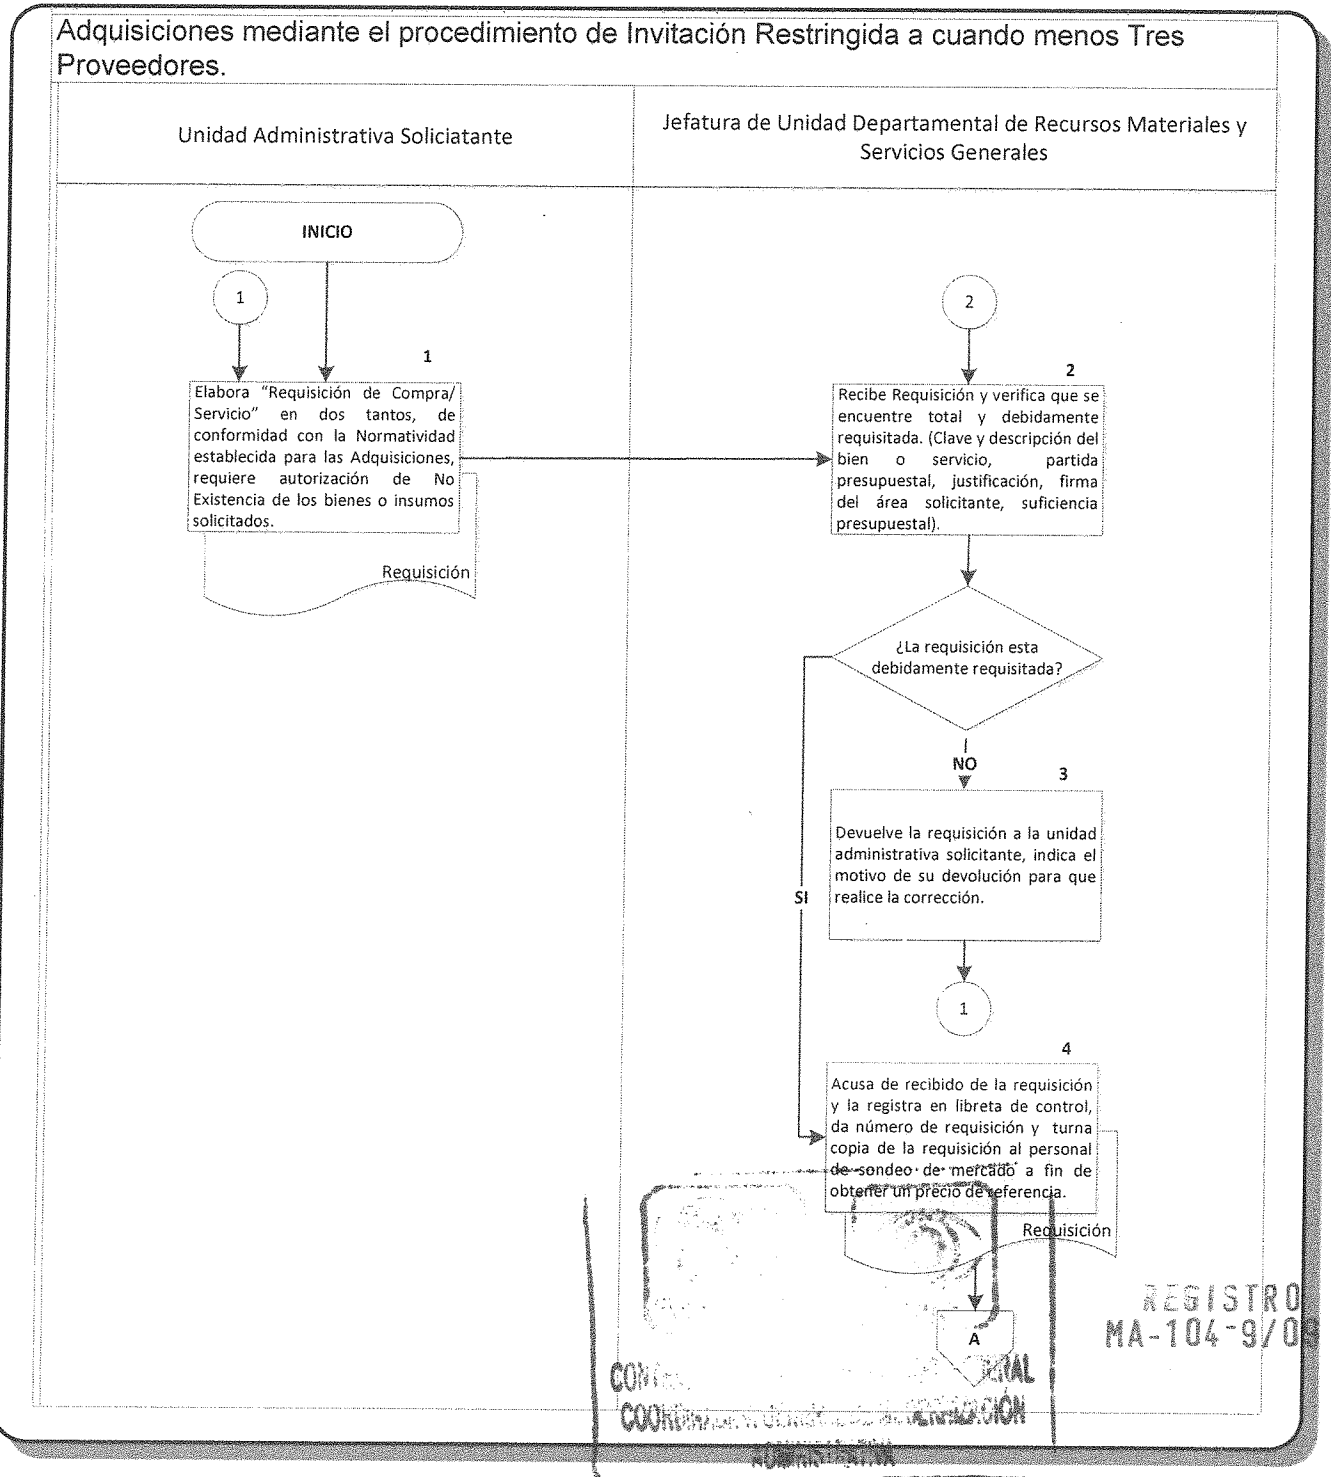 Adquisiciones mediante el procedimiento de Invitación Restringida a cuando menos Tres
Proveedores.
Unidad Administrativa Soliciatante
Jefatura de Unidad Departamental de Recursos Materiales y
Servicios Generales
INICIO
1
1
Elabora “Requisición de Compra/
Servicio” en dos tantos, de
conformidad con la Normatividad
establecida para las Adquisiciones,
requiere autorización de No
Existencia de los bienes o insumos
solicitados.
Requisición
2
2
Recibe Requisición y verifica que se
encuentre total y debidamente
requisitada. (Clave y descripción del
bien o servicio, partida
presupuestal, justificación, firma
del área solicitante, suficiencia
presupuestal).
¿La requisición esta
debidamente requisitada?
NO
3
Devuelve la requisición a la unidad
administrativa solicitante, indica el
motivo de su devolución para que
realice la corrección.
SI
1
4
Acusa de recibido de la requisición
y la registra en libreta de control,
da número de requisición y turna
copia de la requisición al personal
de sondeo de mercado a fin de
obtener un precio de referencia.
Requisición
A
REGISTRO
MA-104-9/09
ADMINISTRATIVA